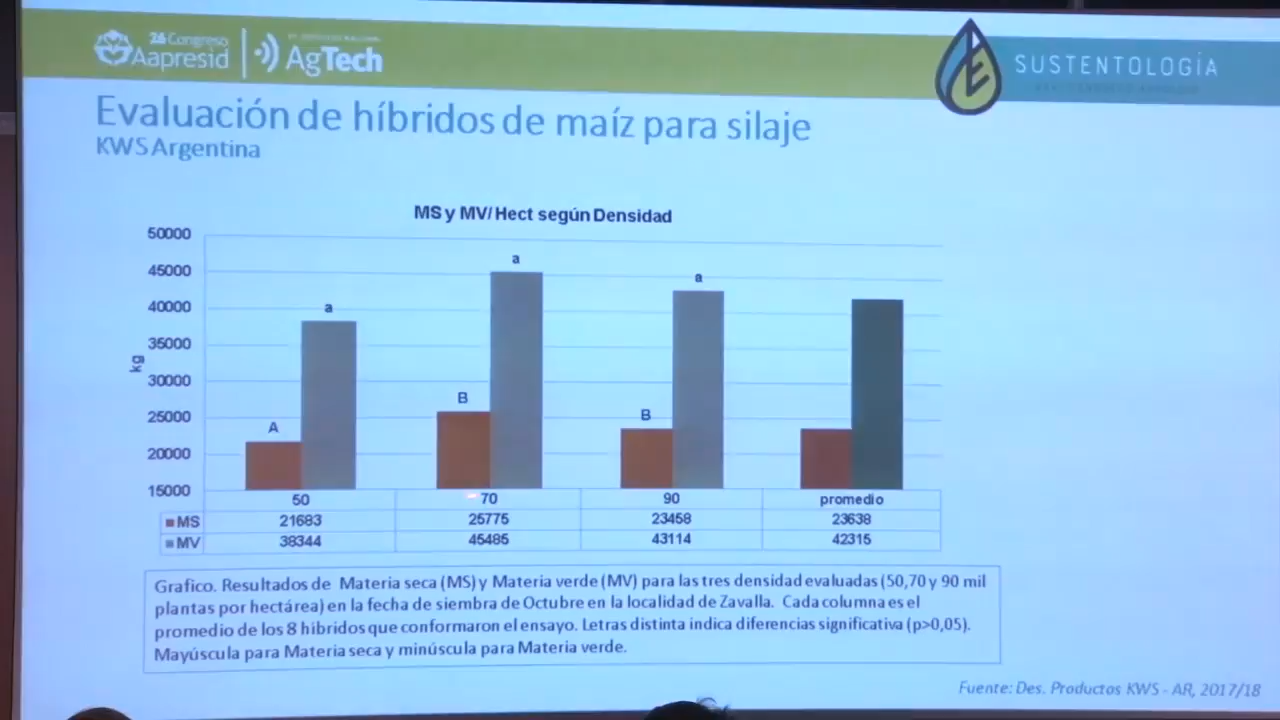 26 Congreso
Aapresid
AgTech
SUSTENTOLOGÍA
Evaluación de híbridos de maíz para silaje
KWS Argentina
MS y MV/ Hect según Densidad
50000
45000
40000
35000
30000
25000
20000
15000
kg
A
a
B
a
B
a
50 70 90 promedio
MS 21683 25775 23458 23638
MV 38344 45485 43114 42315
Grafico. Resultados de Materia seca (MS) y Materia verde (MV) para las tres densidad evaluadas (50,70 y 90 mil
plantas por hectárea) en la fecha de siembra de Octubre en la localidad de Zavalla. Cada columna es el
promedio de los 8 híbridos que conformaron el ensayo. Letras distinta indica diferencias significativa (p>0,05).
Mayúscula para Materia seca y minúscula para Materia verde.
Fuente: Des. Productos KWS - AR, 2017/18